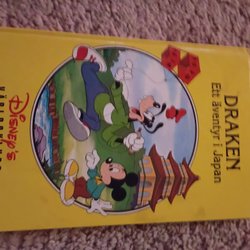 DRAKEN
Ett äventyr i Japan
DISNEY'S